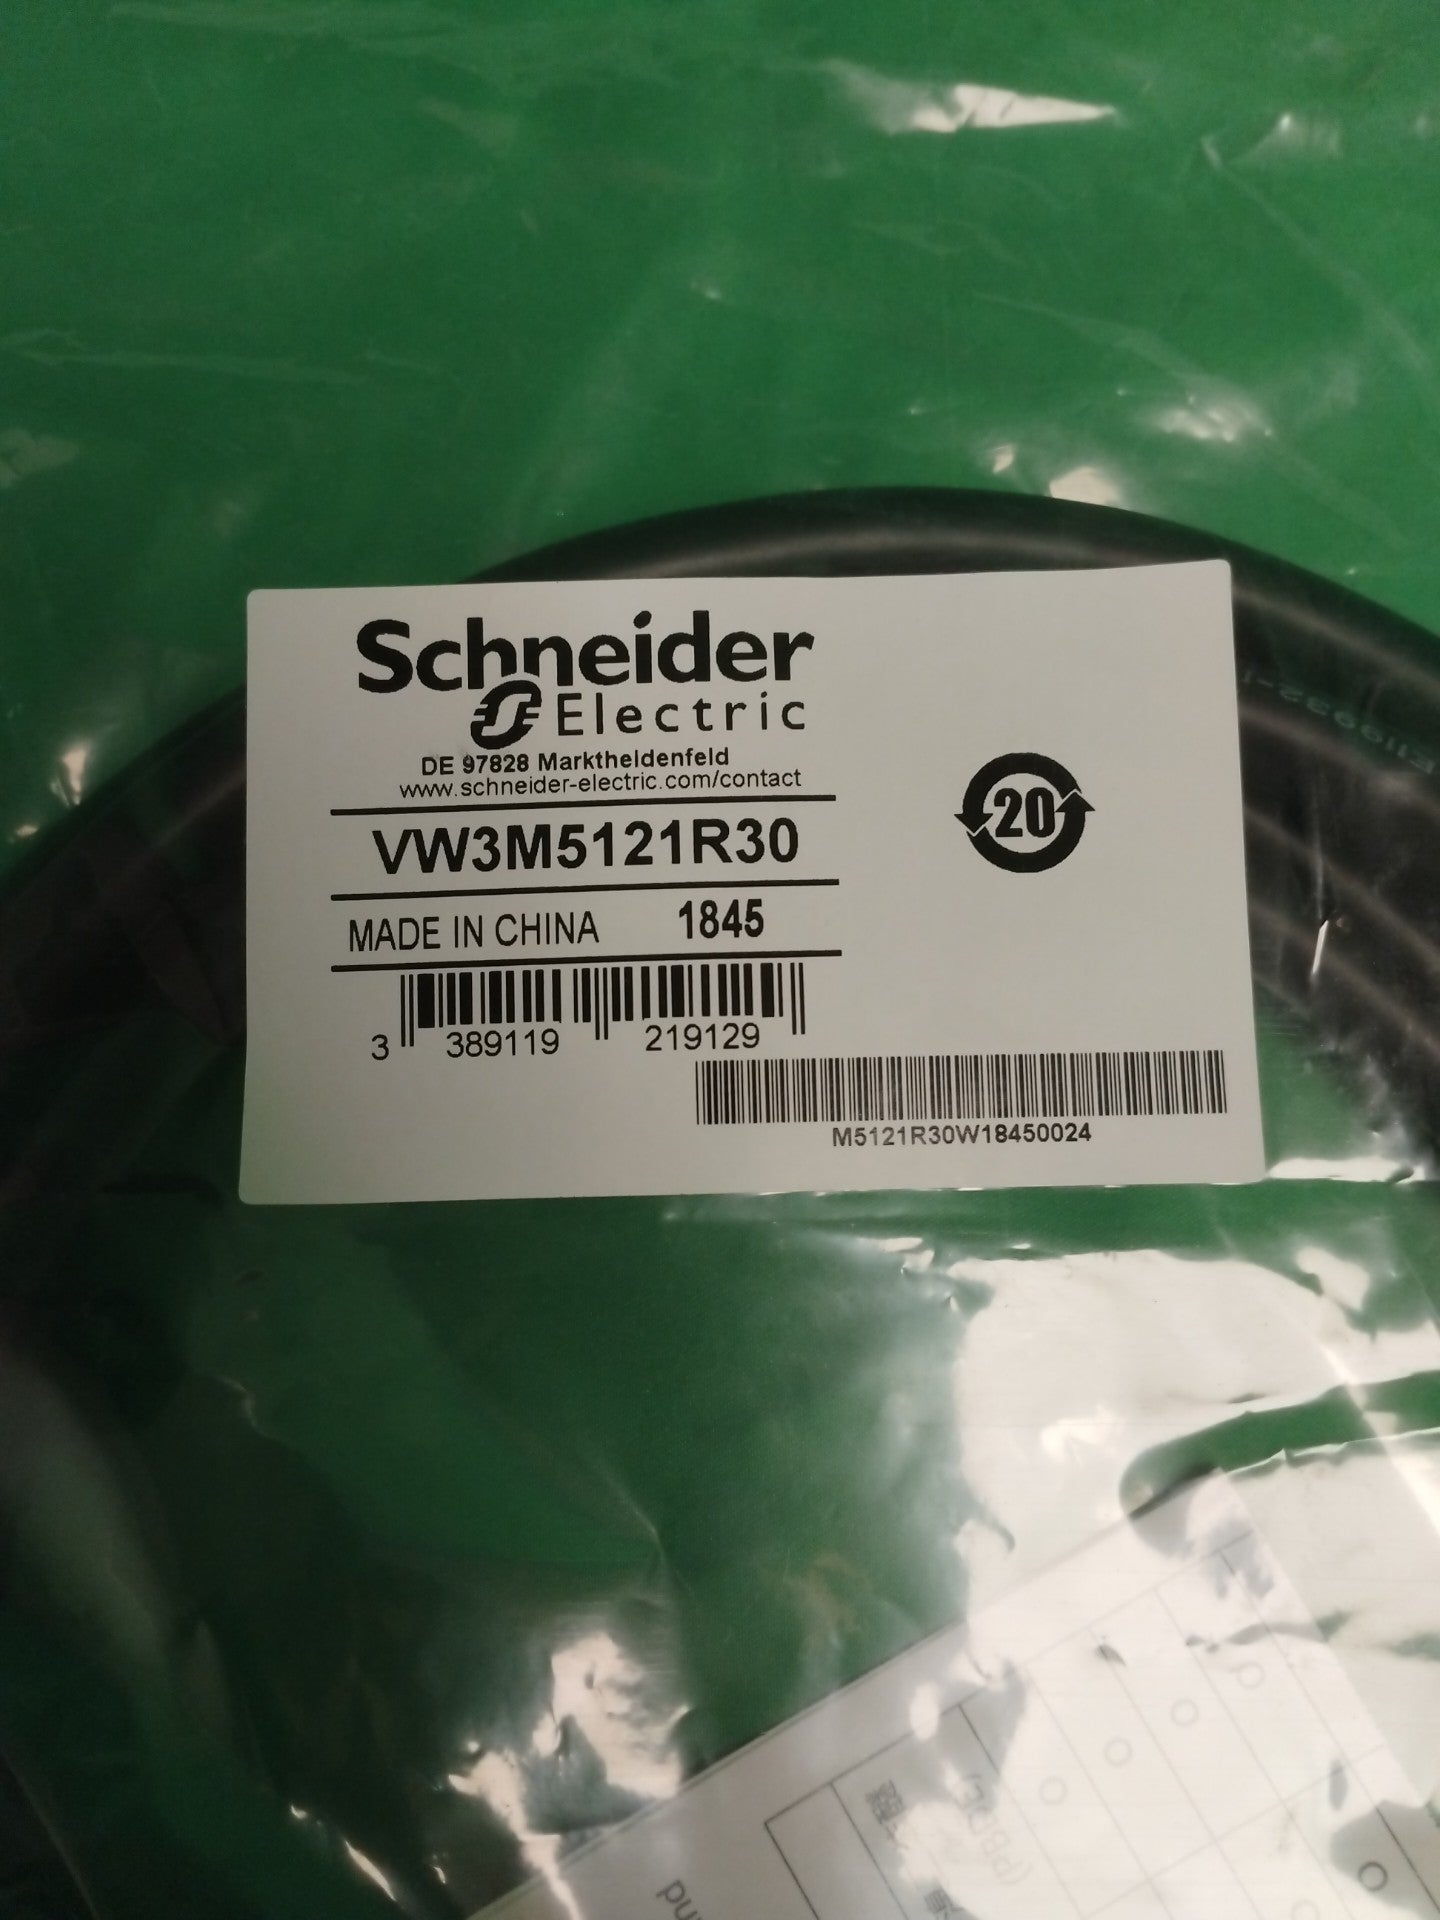 Schneider
Electric
DE 97828 Marktheidenfeld
www.schneider-electric.com/contact
VW3M5121R30
20
MADE IN CHINA 1845
3 389119 219129
M5121R30W18450024